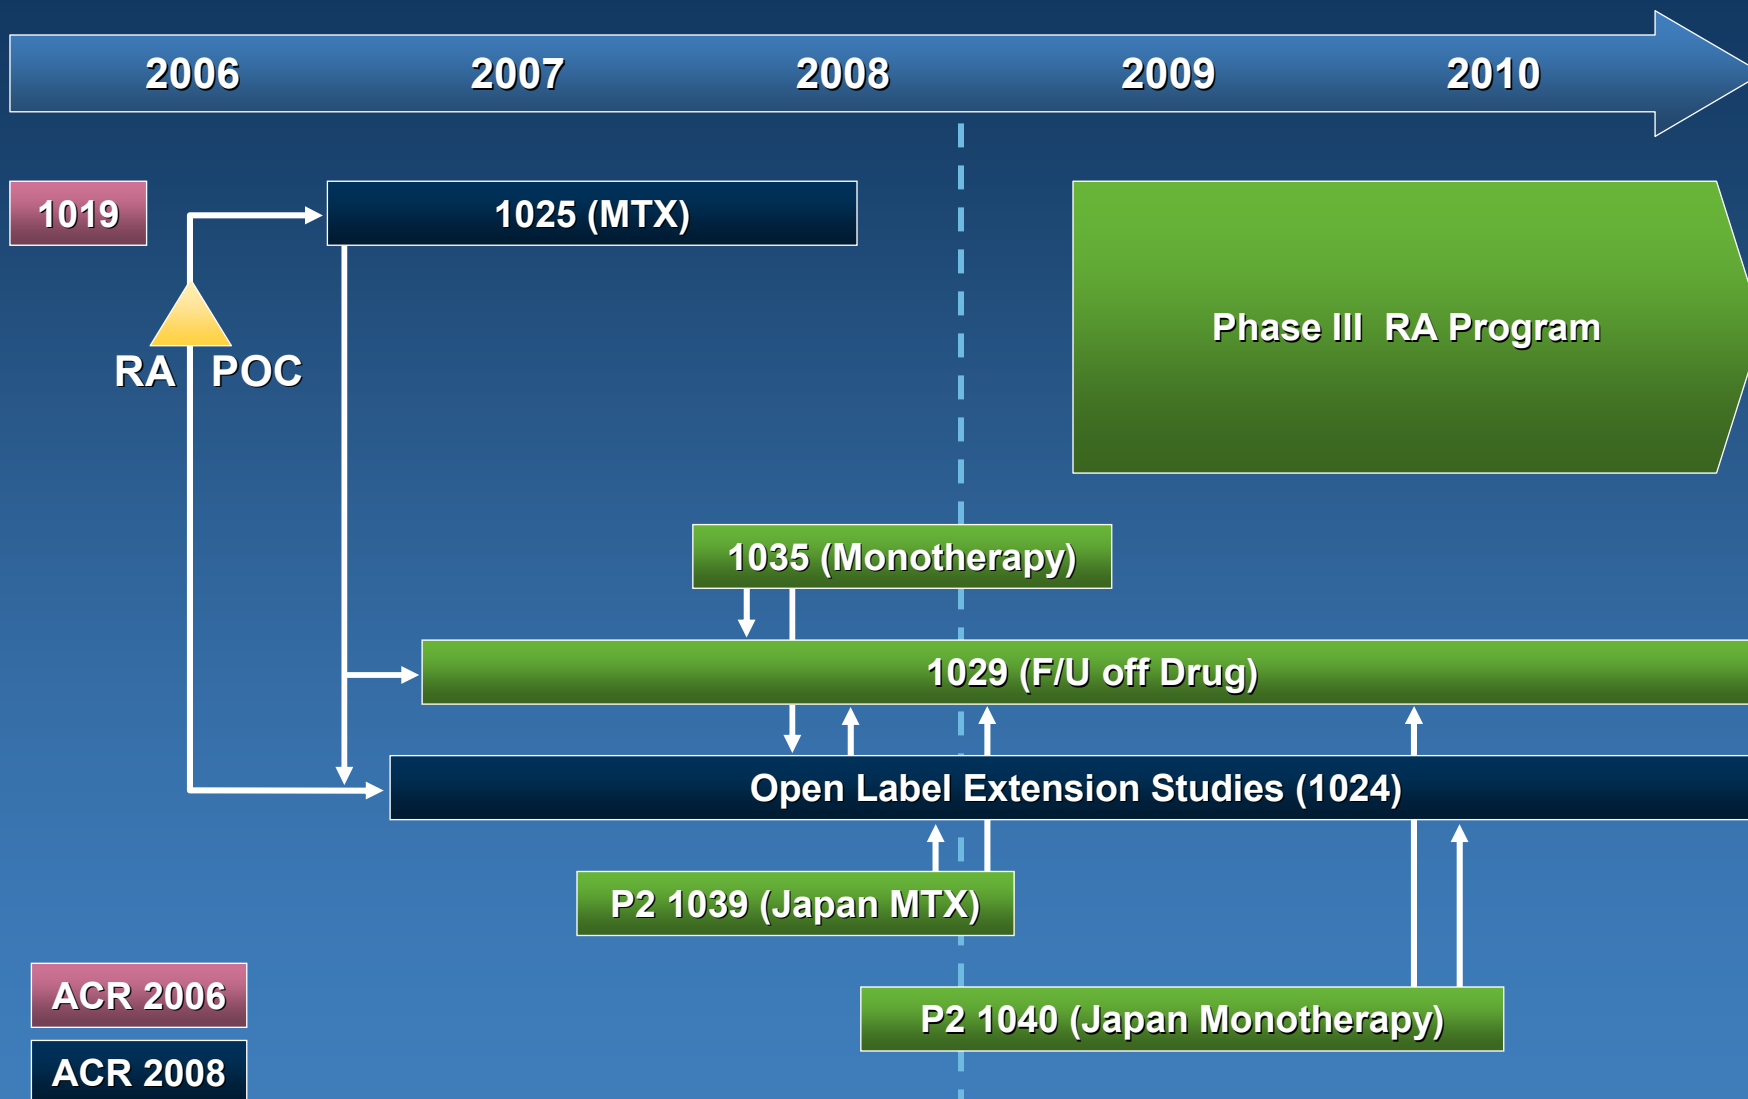 2006 2007 2008 2009 2010
1019
1025 (MTX)
Phase III RA Program
RA POC
1035 (Monotherapy)
1029 (F/U off Drug)
Open Label Extension Studies (1024)
P2 1039 (Japan MTX)
ACR 2006
P2 1040 (Japan Monotherapy)
ACR 2008